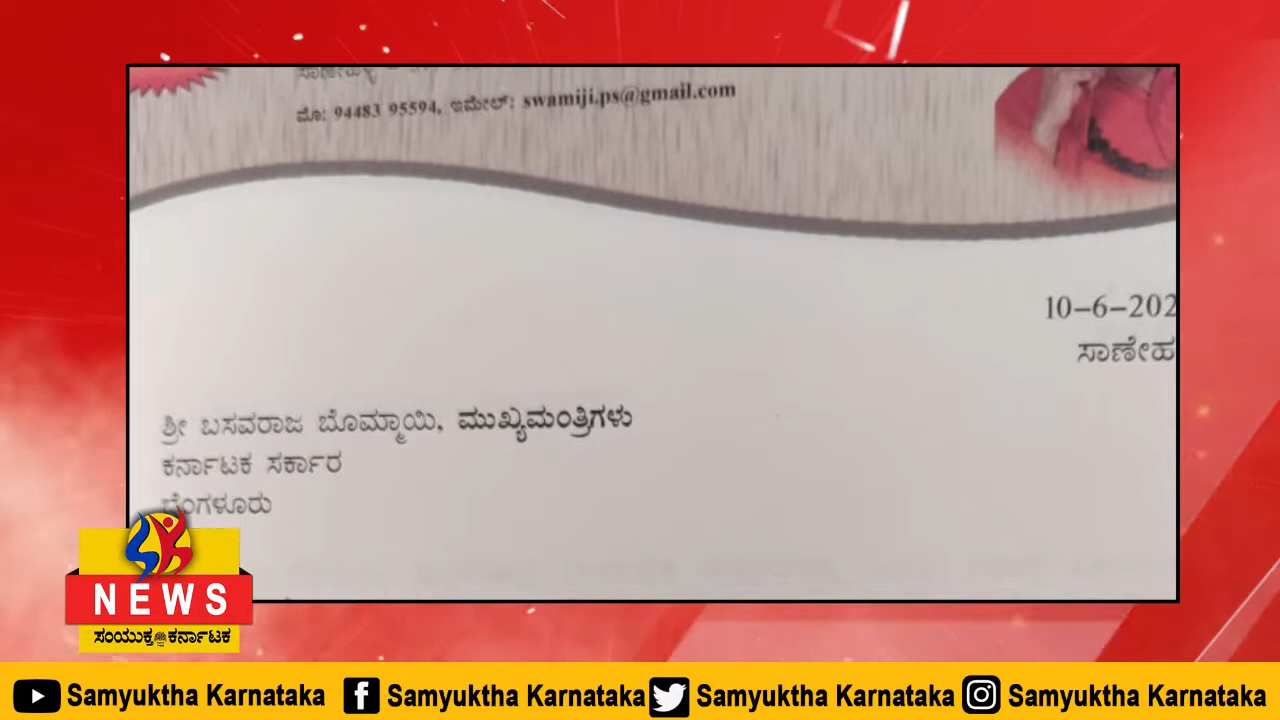 ಮೊ: 94483 95594, ಇಮೇಲ್: swamiji.ps@gmail.com
10-6-202
ಸಾಣೇಹ
ಶ್ರೀ ಬಸವರಾಜ ಬೊಮ್ಮಾಯಿ, ಮುಖ್ಯಮಂತ್ರಿಗಳು
ಕರ್ನಾಟಕ ಸರ್ಕಾರ
ಬೆಂಗಳೂರು
NEWS
ಸಂಯುಕ್ತ ಕರ್ನಾಟಕ
Samyuktha Karnataka Samyuktha Karnataka Samyuktha Karnataka Samyuktha Karnataka